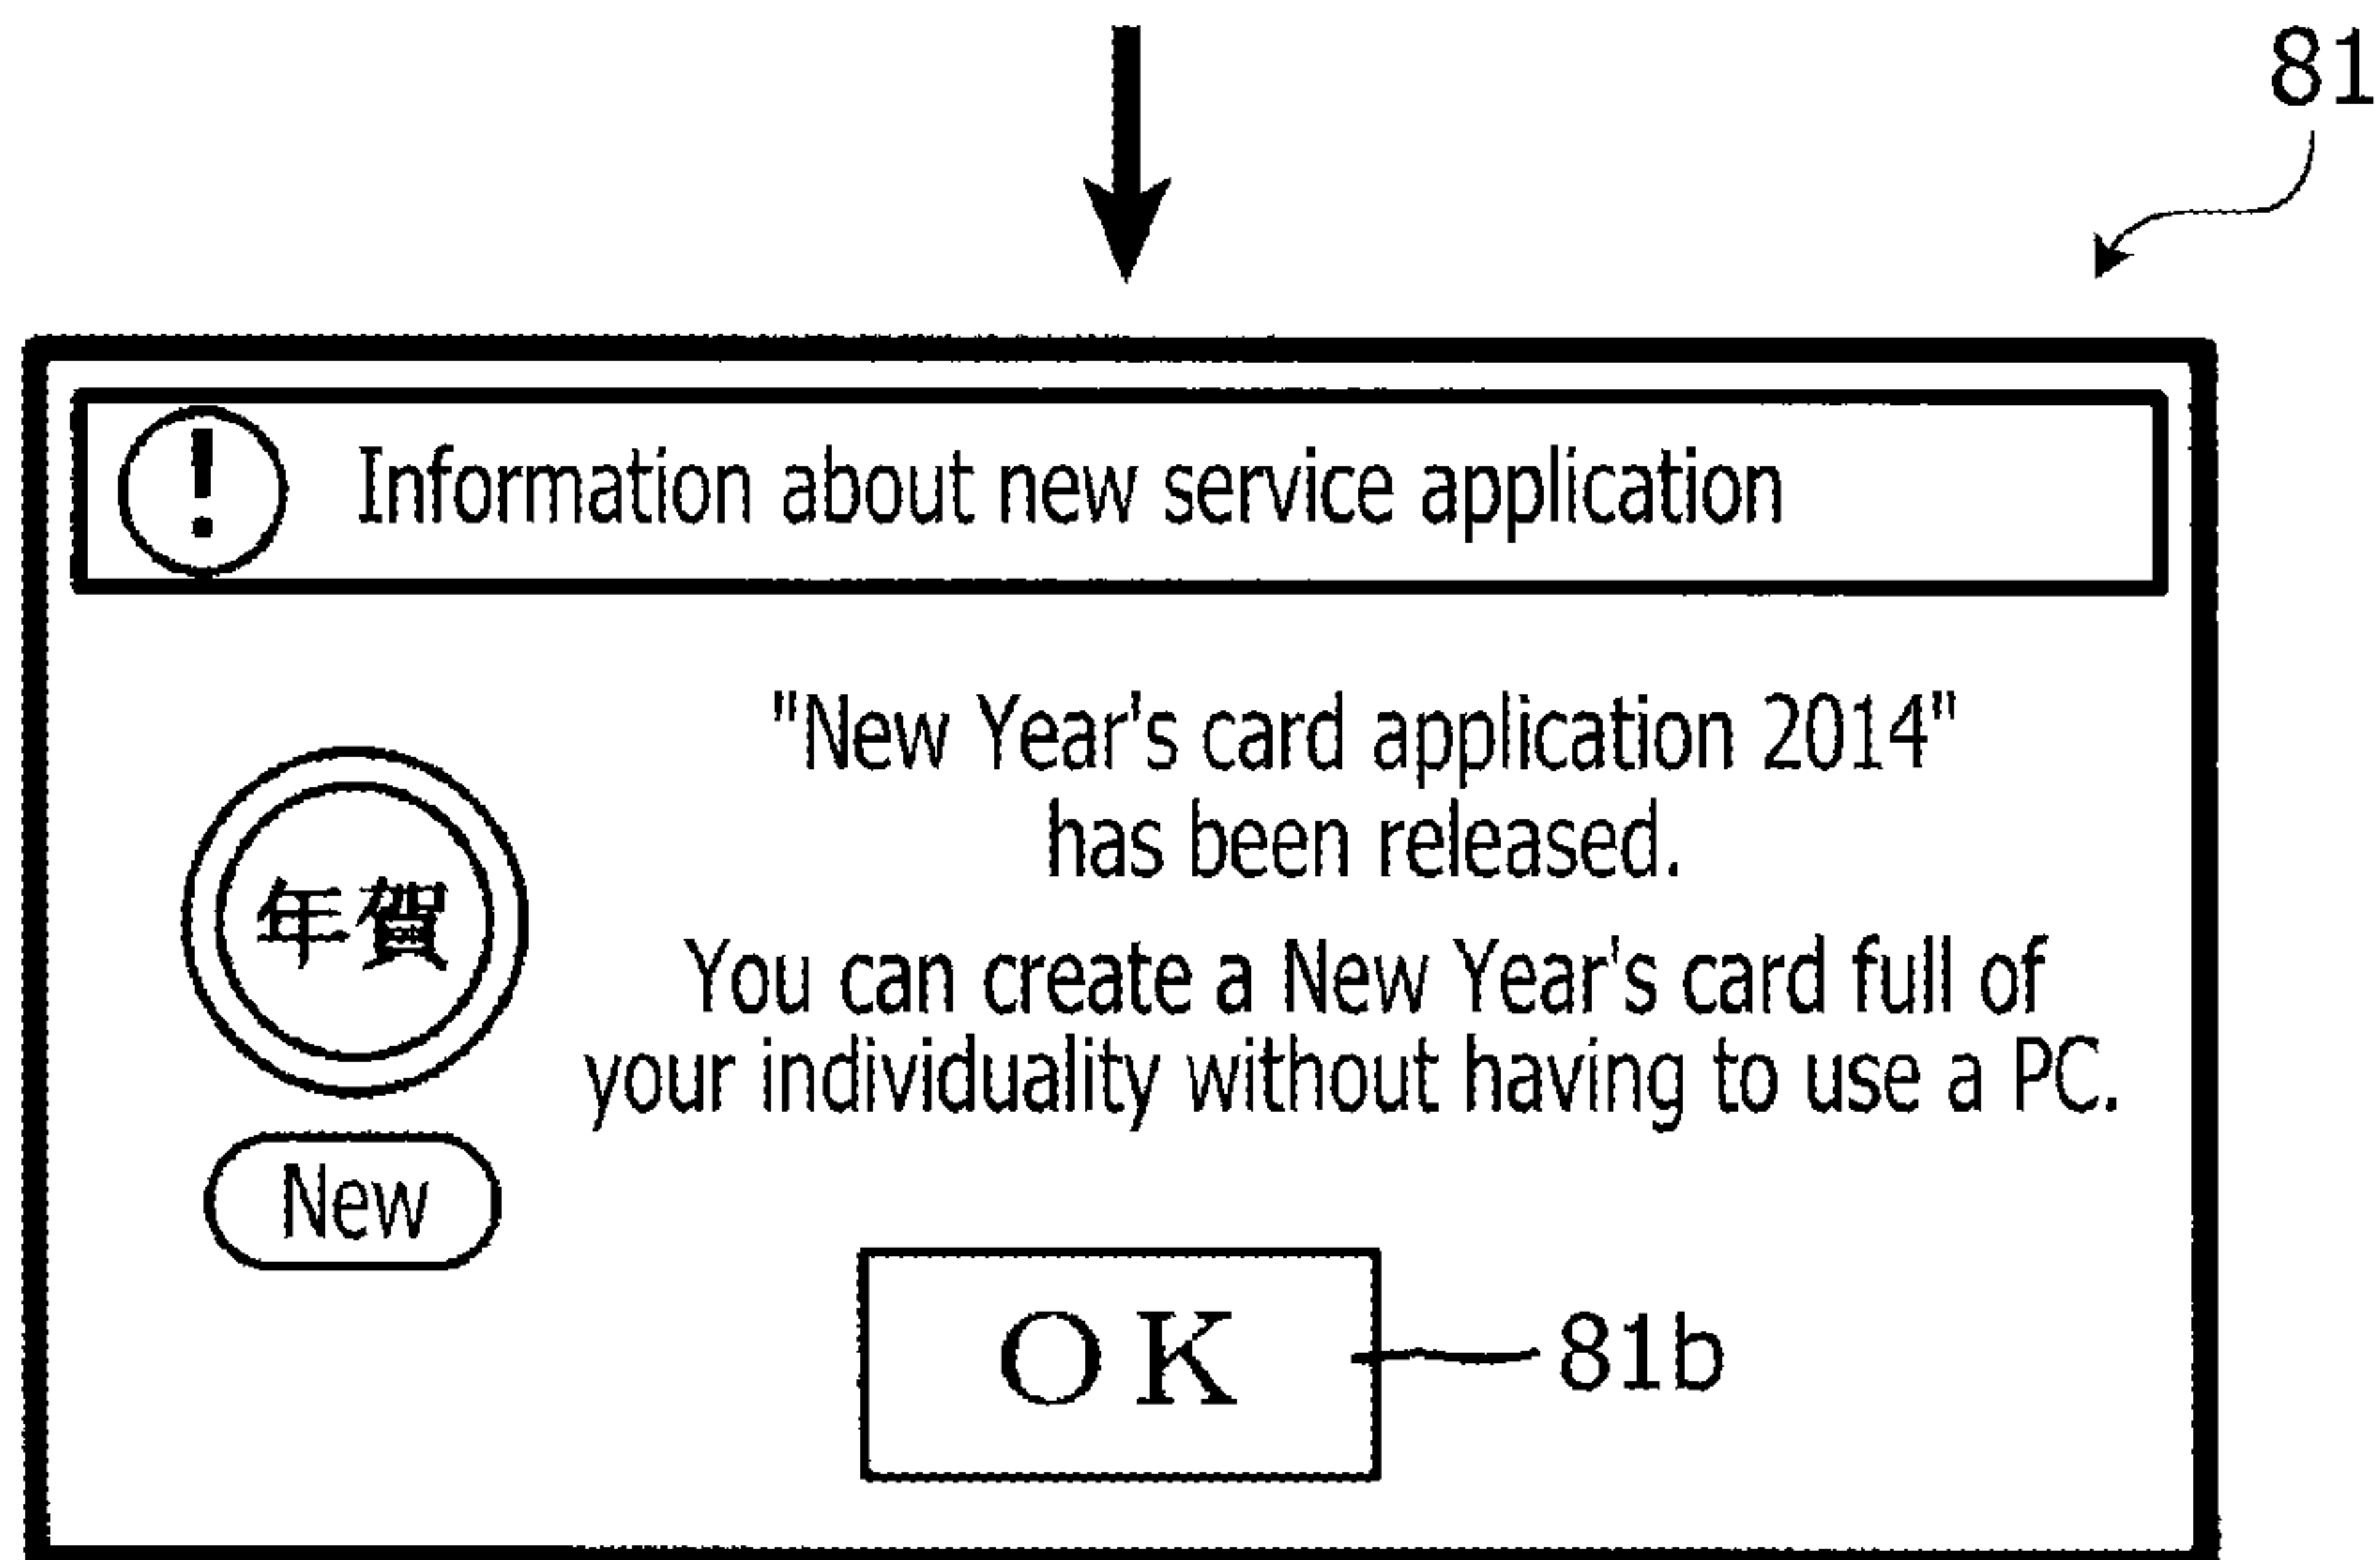 81
! Information about new service application
"New Year's card application 2014"
has been released.
年賀
You can create a New Year's card full of
your individuality without having to use a PC.
New
OK
81b